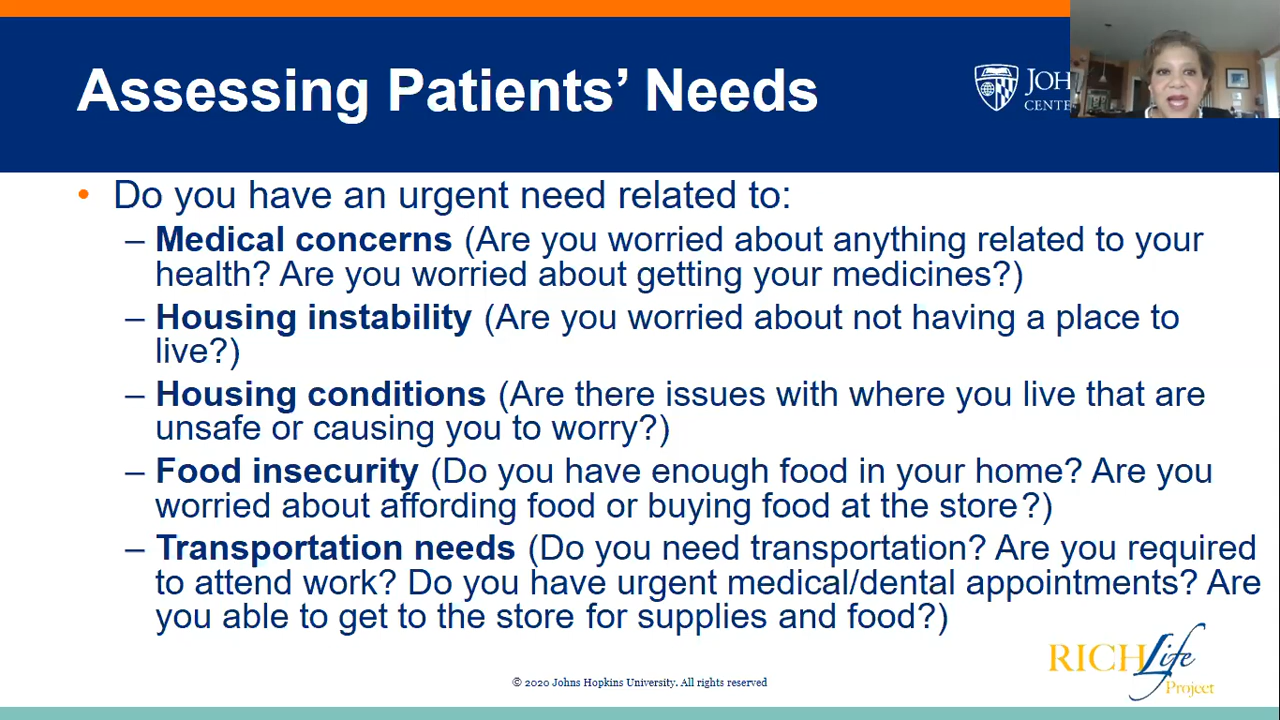 Assessing Patients’ Needs
JOH
CENTE
• Do you have an urgent need related to:
– Medical concerns (Are you worried about anything related to your
health? Are you worried about getting your medicines?)
– Housing instability (Are you worried about not having a place to
live?)
– Housing conditions (Are there issues with where you live that are
unsafe or causing you to worry?)
– Food insecurity (Do you have enough food in your home? Are you
worried about affording food or buying food at the store?)
– Transportation needs (Do you need transportation? Are you required
to attend work? Do you have urgent medical/dental appointments? Are
you able to get to the store for supplies and food?)
RICH Life
Project
© 2020 Johns Hopkins University. All rights reserved